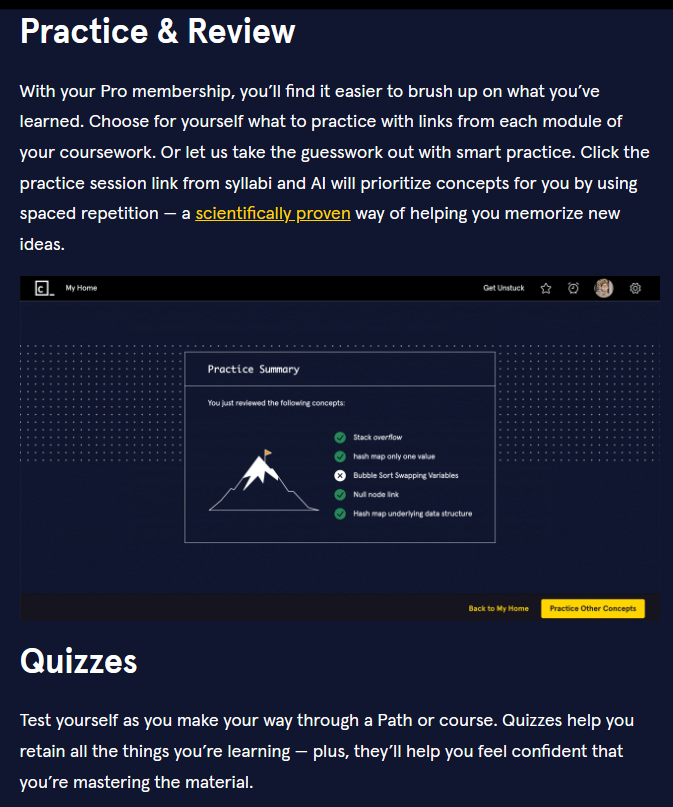 Practice & Review
With your Pro membership, you’ll find it easier to brush up on what you’ve
learned. Choose for yourself what to practice with links from each module of
your coursework. Or let us take the guesswork out with smart practice. Click the
practice session link from syllabi and AI will prioritize concepts for you by using
spaced repetition — a scientifically proven way of helping you memorize new
ideas.
c_ My Home Get Unstuck
Practice Summary
You just reviewed the following concepts:
Stack overflow
hash map only one value
Bubble Sort Swapping Variables
Null node link
Hash map underlying data structure
Back to My Home Practice Other Concepts
Quizzes
Test yourself as you make your way through a Path or course. Quizzes help you
retain all the things you’re learning — plus, they’ll help you feel confident that
you’re mastering the material.